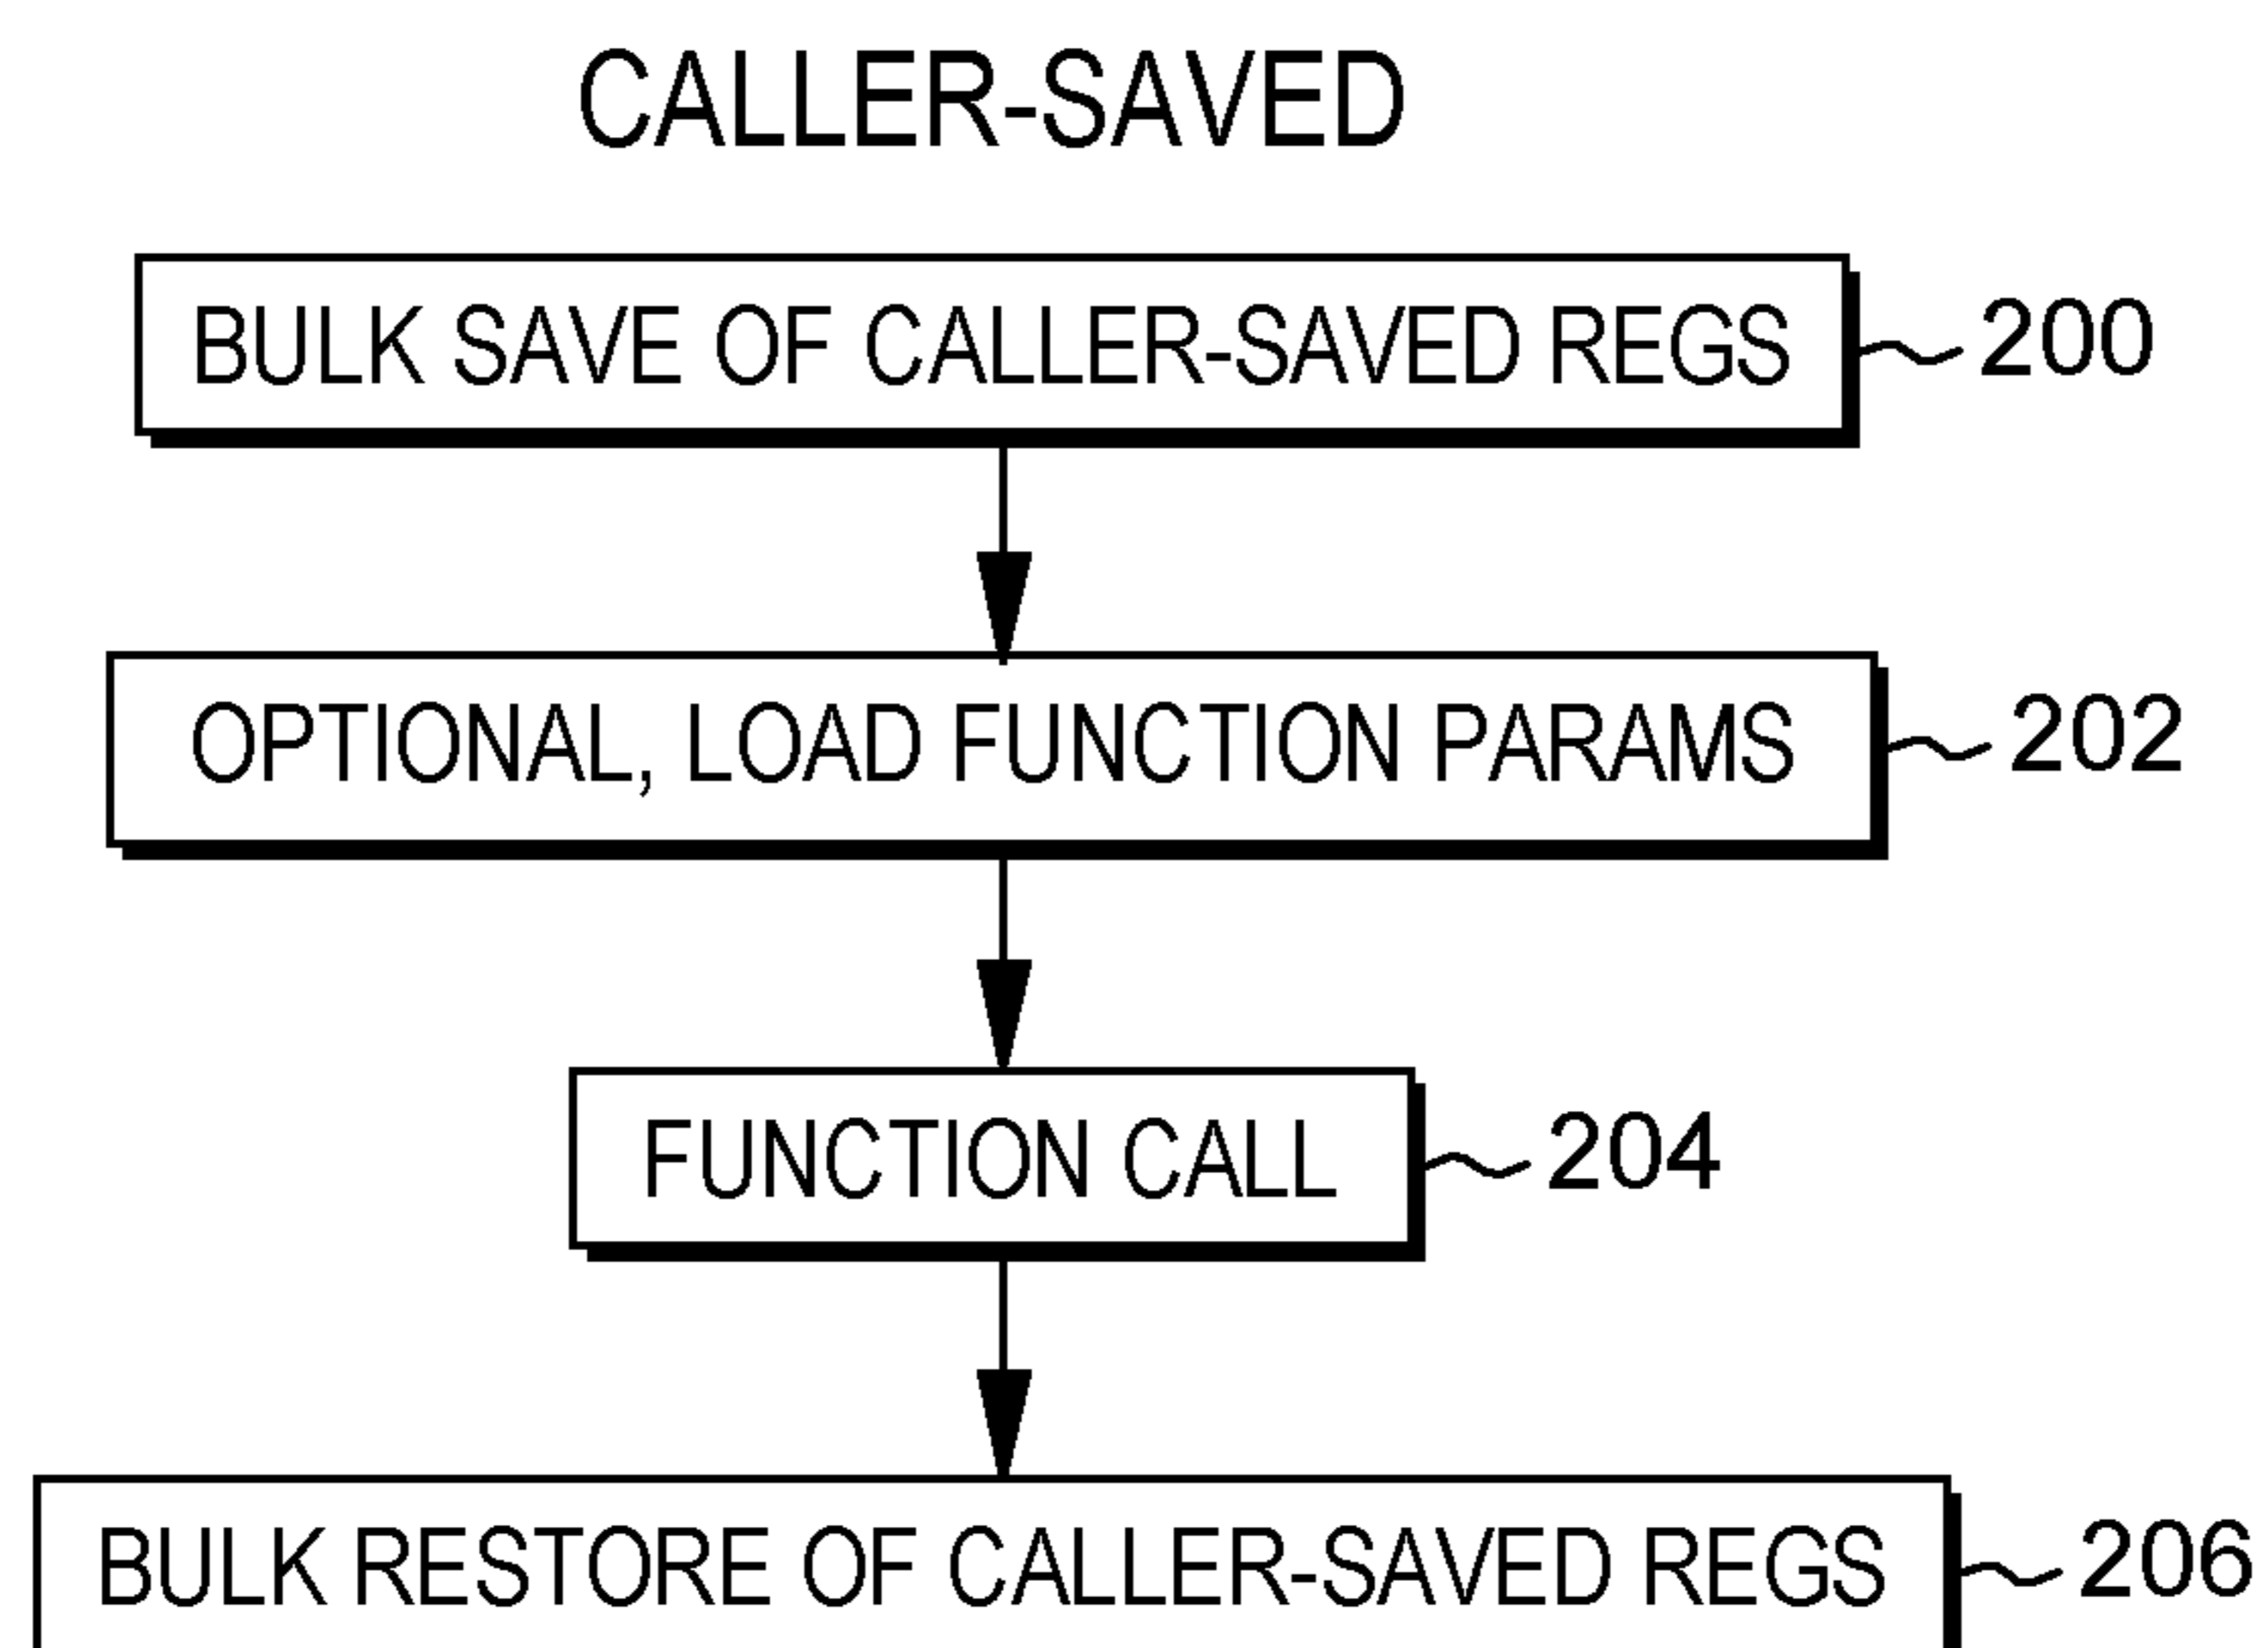 CALLER-SAVED
BULK SAVE OF CALLER-SAVED REGS 200
OPTIONAL, LOAD FUNCTION PARAMS 202
FUNCTION CALL 204
BULK RESTORE OF CALLER-SAVED REGS 206